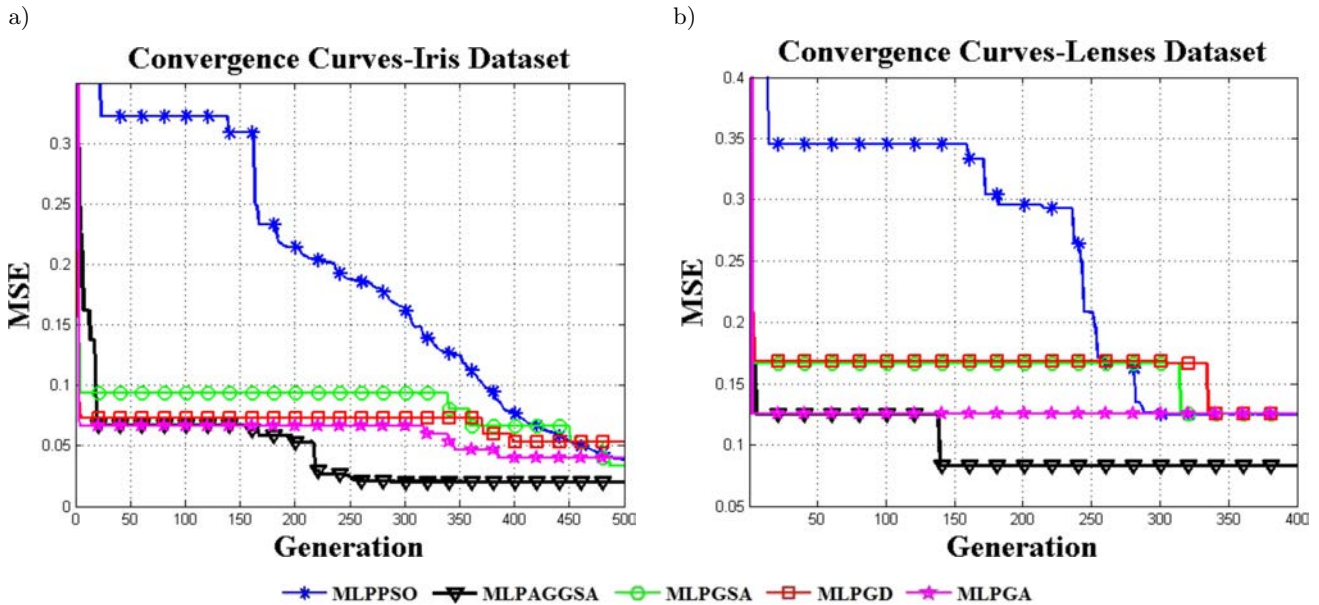 a)
Convergence Curves-Iris Dataset
MSE
0.3
0.25
0.2
0.15
0.1
0.05
0
0 50 100 150 200 250 300 350 400 450 500
Generation
b)
Convergence Curves-Lenses Dataset
MSE
0.4
0.35
0.3
0.25
0.2
0.15
0.1
0.05
50 100 150 200 250 300 350 400
Generation
MLPPSO MLPAGGSA MLPGSA MLPGD MLPGA